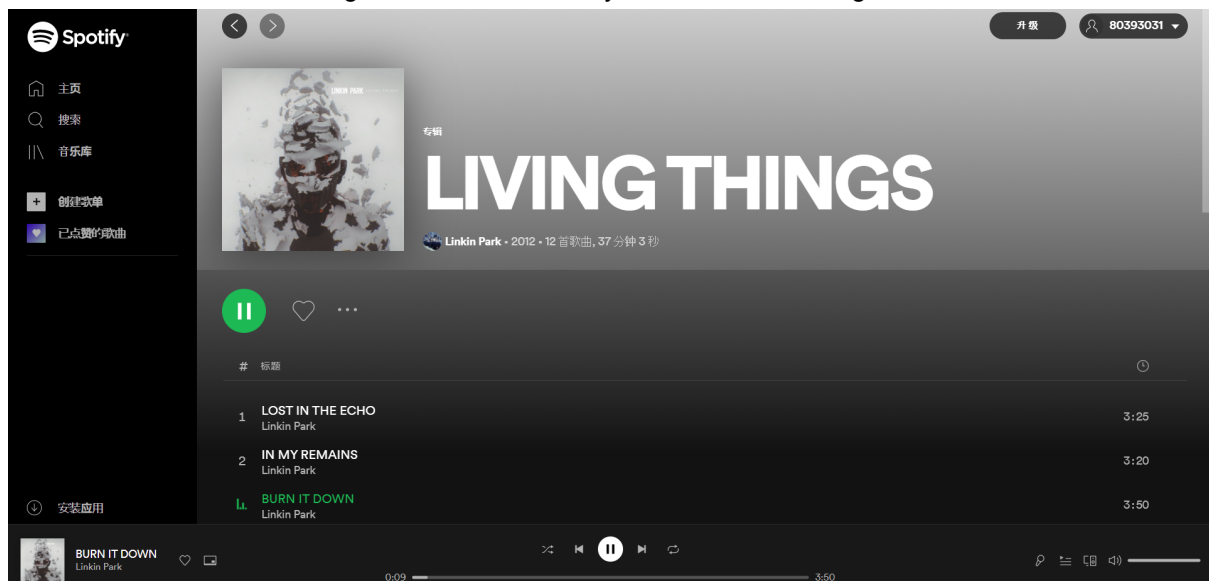 Spotify
升级
80393031
主页
搜索
音乐库
创建歌单
已点赞的歌曲
安装应用
LINKIN PARK
专辑
LIVING THINGS
Linkin Park • 2012 • 12 首歌曲, 37 分钟 3 秒
# 标题
1 LOST IN THE ECHO 3:25
Linkin Park
2 IN MY REMAINS 3:20
Linkin Park
BURN IT DOWN 3:50
Linkin Park
BURN IT DOWN
Linkin Park
0:09 3:50